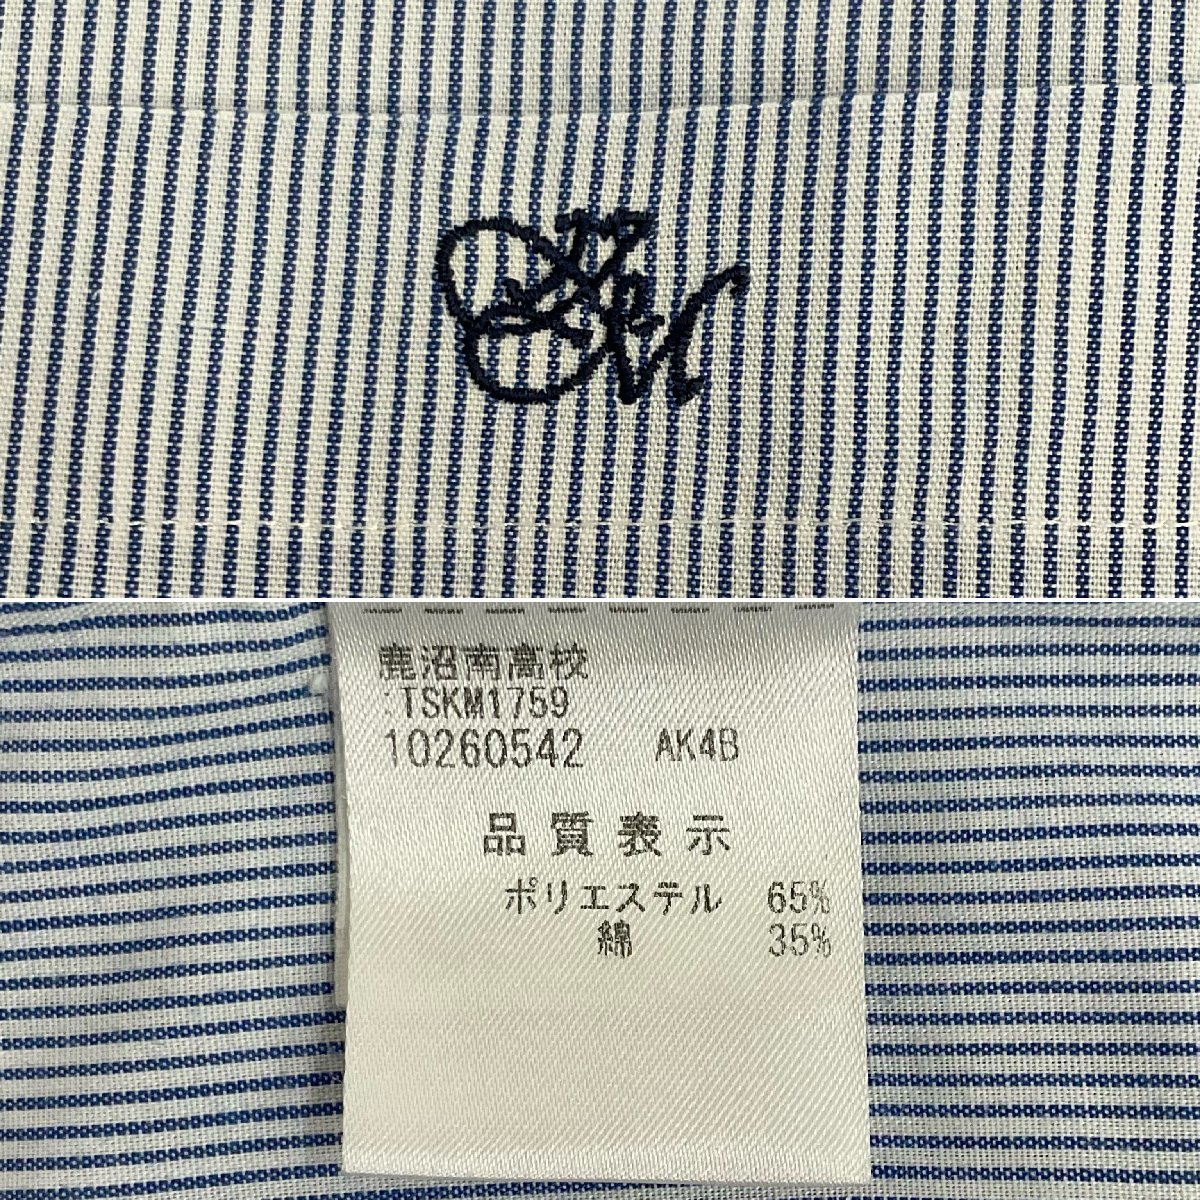 鹿沼南高校
:TSKM1759
10260542 AK4B
品質表示
ポリエステル 65%
綿 35%